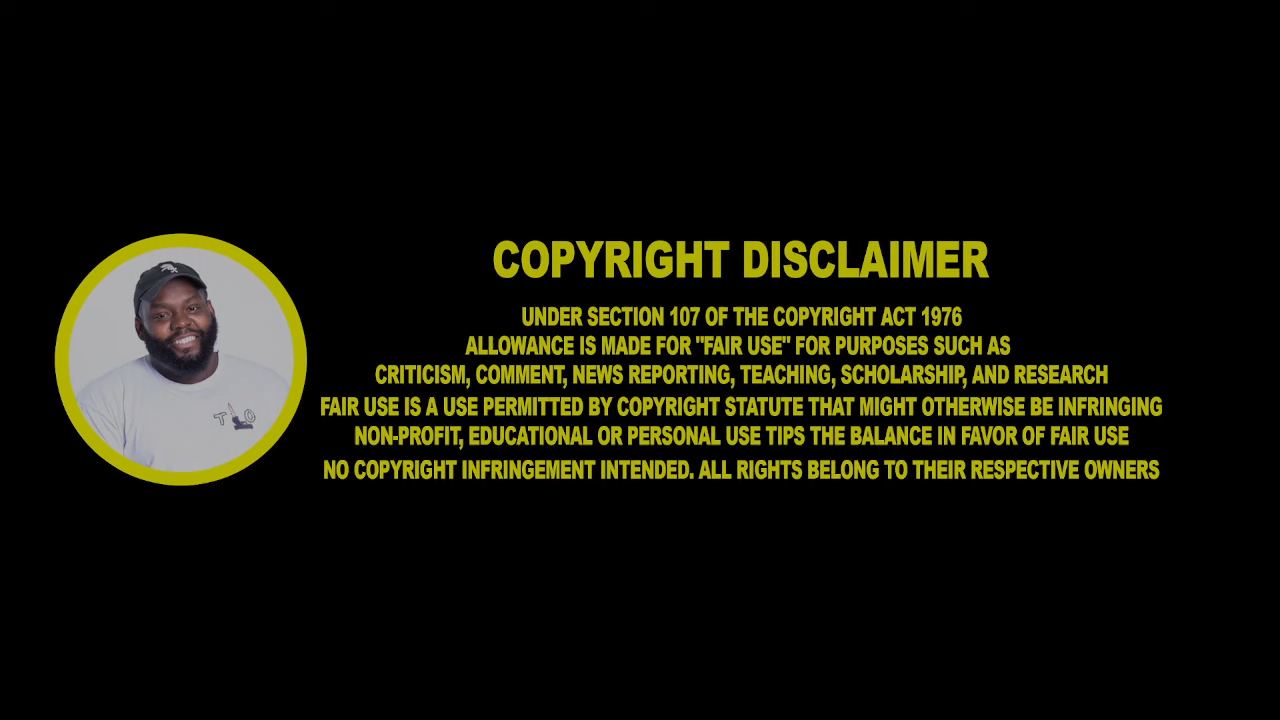 COPYRIGHT DISCLAIMER
UNDER SECTION 107 OF THE COPYRIGHT ACT 1976
ALLOWANCE IS MADE FOR "FAIR USE" FOR PURPOSES SUCH AS
CRITICISM, COMMENT, NEWS REPORTING, TEACHING, SCHOLARSHIP, AND RESEARCH
FAIR USE IS A USE PERMITTED BY COPYRIGHT STATUTE THAT MIGHT OTHERWISE BE INFRINGING
NON-PROFIT, EDUCATIONAL OR PERSONAL USE TIPS THE BALANCE IN FAVOR OF FAIR USE
NO COPYRIGHT INFRINGEMENT INTENDED. ALL RIGHTS BELONG TO THEIR RESPECTIVE OWNERS